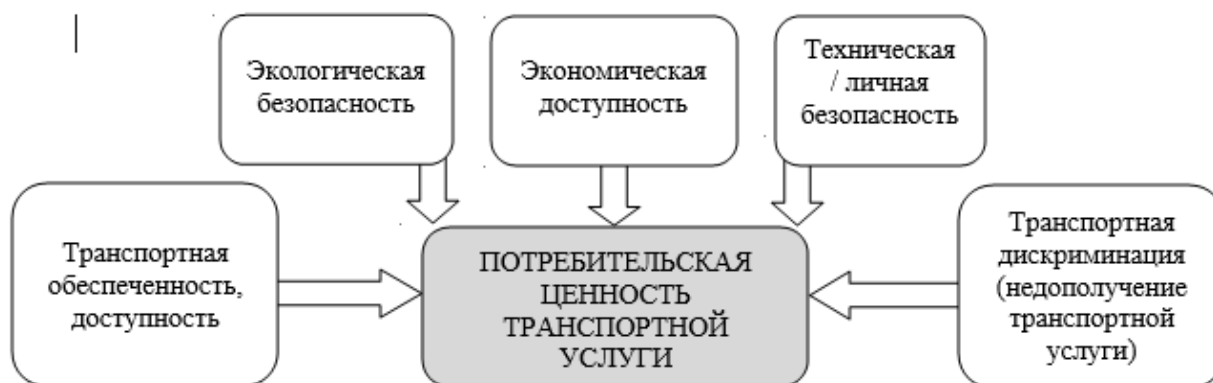 Экологическая
безопасность
Экономическая
доступность
Техническая
/ личная
безопасность
Транспортная
обеспеченность,
доступность
ПОТРЕБИТЕЛЬСКАЯ
ЦЕННОСТЬ
ТРАНСПОРТНОЙ
УСЛУГИ
Транспортная
дискриминация
(недополучение
транспортной
услуги)